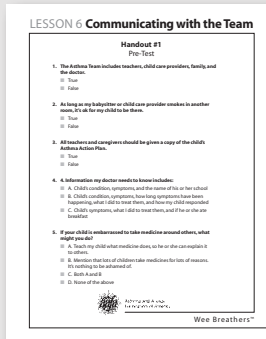 LESSON 6 Communicating with the Team
Handout #1
Pre-Test
1. The Asthma Team includes teachers, child care providers, family, and
the doctor.
True
False
2. As long as my babysitter or child care provider smokes in another
room, it's ok for my child to be there.
True
False
3. All teachers and caregivers should be given a copy of the child's
Asthma Action Plan.
True
False
4. 4. Information my doctor needs to know includes:
A. Child's condition, symptoms, and the name of his or her school
B. Child's condition, symptoms, how long symptoms have been
happening, what I did to treat them, and how my child responded
C. Child's symptoms, what I did to treat them, and if he or she ate
breakfast
5. If your child is embarrassed to take medicine around others, what
might you do?
A. Teach my child what medicine does, so he or she can explain it
to others.
B. Mention that lots of children take medicines for lots of reasons.
It's nothing to be ashamed of.
C. Both A and B
D. None of the above
Wee Breathers™